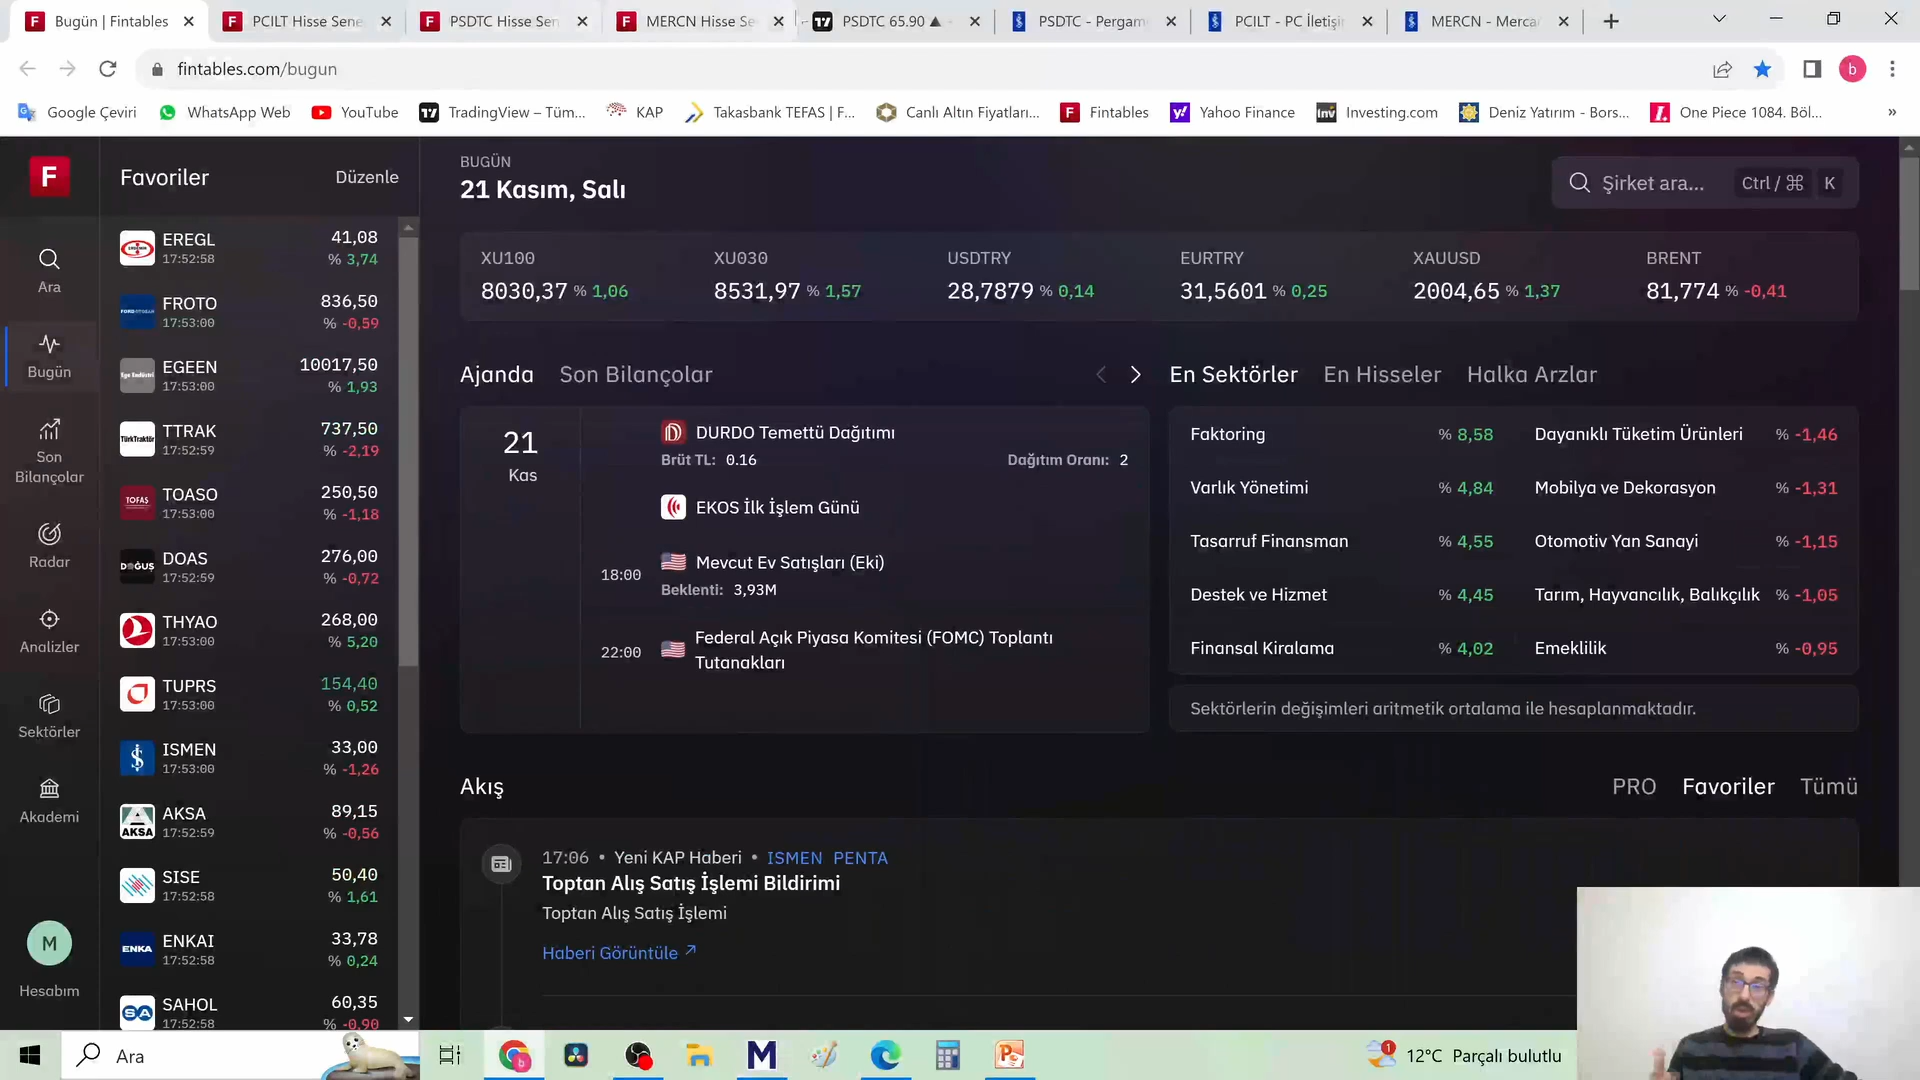 Bugün | Fintables
PCILT Hisse Sene
PSDTC Hisse Sen
MERCN Hisse Se
PSDTC 65.90 ▲
PSDTC - Pergam
PCILT - PC İletişi
MERCN - Merca
fintables.com/bugun
b
Google Çeviri
WhatsApp Web
YouTube
TradingView – Tüm...
KAP
Takasbank TEFAS | F...
Canlı Altın Fiyatları...
Fintables
Yahoo Finance
Investing.com
Deniz Yatırım - Bors...
One Piece 1084. Böl...
»
F
Ara
Bugün
Son
Bilançolar
Radar
Analizler
Sektörler
Akademi
M
Hesabım
Favoriler
Düzenle
EREGL 41,08
17:52:58 % 3,74
FROTO 836,50
17:53:00 % -0,59
EGEEN 10017,50
17:53:00 % 1,93
TTRAK 737,50
17:52:59 % -2,19
TOASO 250,50
17:53:00 % -1,18
DOAS 276,00
17:52:59 % -0,72
THYAO 268,00
17:53:00 % 5,20
TUPRS 154,40
17:53:00 % 0,52
ISMEN 33,00
17:53:00 % -1,26
AKSA 89,15
17:52:59 % -0,56
SISE 50,40
17:52:58 % 1,61
ENKAI 33,78
17:52:58 % 0,24
SAHOL 60,35
17:52:58 % -0,90
BUGÜN
21 Kasım, Salı
Şirket ara... Ctrl / ⌘ K
XU100
8030,37 % 1,06
XU030
8531,97 % 1,57
USDTRY
28,7879 % 0,14
EURTRY
31,5601 % 0,25
XAUUSD
2004,65 % 1,37
BRENT
81,774 % -0,41
Ajanda Son Bilançolar
21
Kas
DURDO Temettü Dağıtımı
Brüt TL: 0.16 Dağıtım Oranı: 2
EKOS İlk İşlem Günü
18:00
Mevcut Ev Satışları (Eki)
Beklenti: 3,93M
22:00
Federal Açık Piyasa Komitesi (FOMC) Toplantı
Tutanakları
En Sektörler En Hisseler Halka Arzlar
Faktoring % 8,58 Dayanıklı Tüketim Ürünleri % -1,46
Varlık Yönetimi % 4,84 Mobilya ve Dekorasyon % -1,31
Tasarruf Finansman % 4,55 Otomotiv Yan Sanayi % -1,15
Destek ve Hizmet % 4,45 Tarım, Hayvancılık, Balıkçılık % -1,05
Finansal Kiralama % 4,02 Emeklilik % -0,95
Sektörlerin değişimleri aritmetik ortalama ile hesaplanmaktadır.
Akış
PRO Favoriler Tümü
17:06 • Yeni KAP Haberi • ISMEN PENTA
Toptan Alış Satış İşlemi Bildirimi
Toptan Alış Satış İşlemi
Haberi Görüntüle ↗
Ara
12°C Parçalı bulutlu